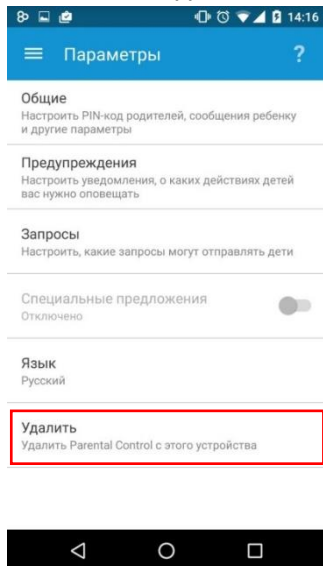 14:16
Параметры ?
Общие
Настроить PIN-код родителей, сообщения ребенку
и другие параметры
Предупреждения
Настроить уведомления, о каких действиях детей
вас нужно оповещать
Запросы
Настроить, какие запросы могут отправлять дети
Специальные предложения
Отключено
Язык
Русский
Удалить
Удалить Parental Control с этого устройства